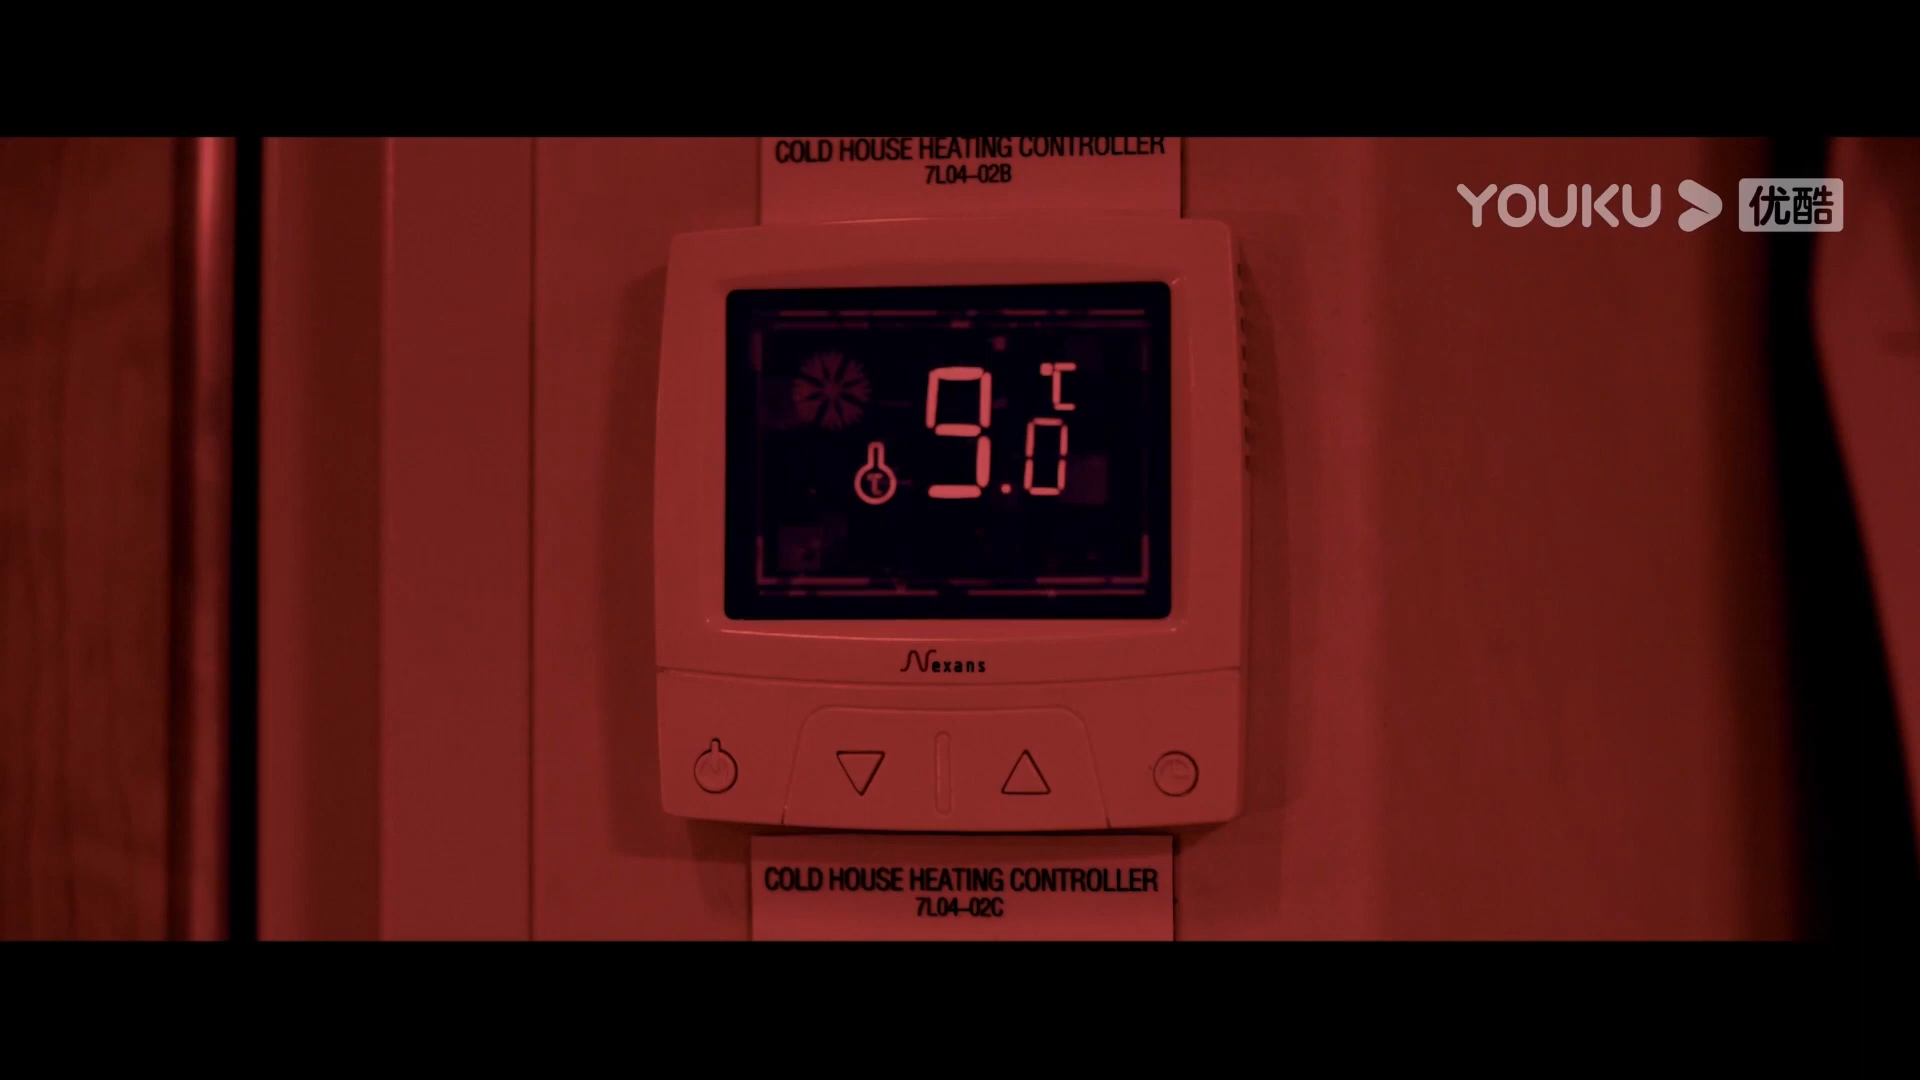 COLD HOUSE HEATING CONTROLLER
7L04-02B
YOUKU 优酷
℃
9.0
Nexans
COLD HOUSE HEATING CONTROLLER
7L04-02C